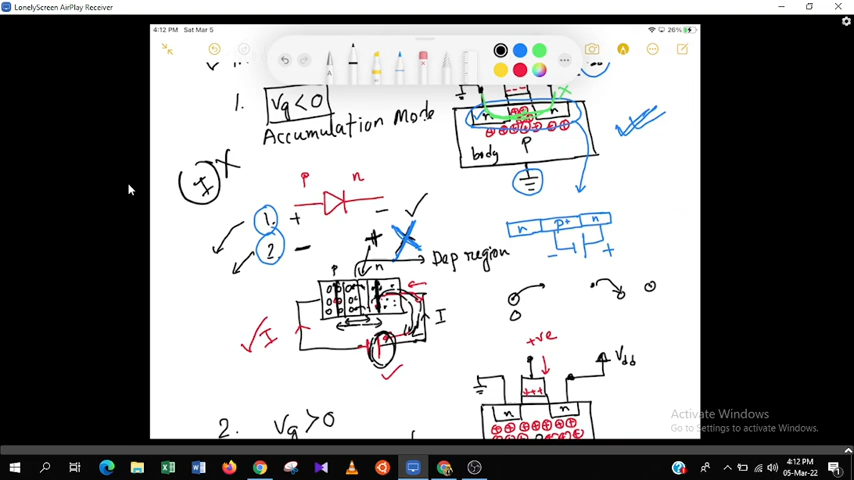 LonelyScreen AirPlay Receiver
4:12 PM Sat Mar 5
26%
1. Vg<0
Accumulation Mode
n
n
body P
I
P n
1. + -
2. - +
n p+ n
- +
Dep region
P n
I
I
+ve
+++
Vdd
n
n
2. Vg>0
Activate Windows
Go to Settings to activate Windows.
4:12 PM
05-Mar-22